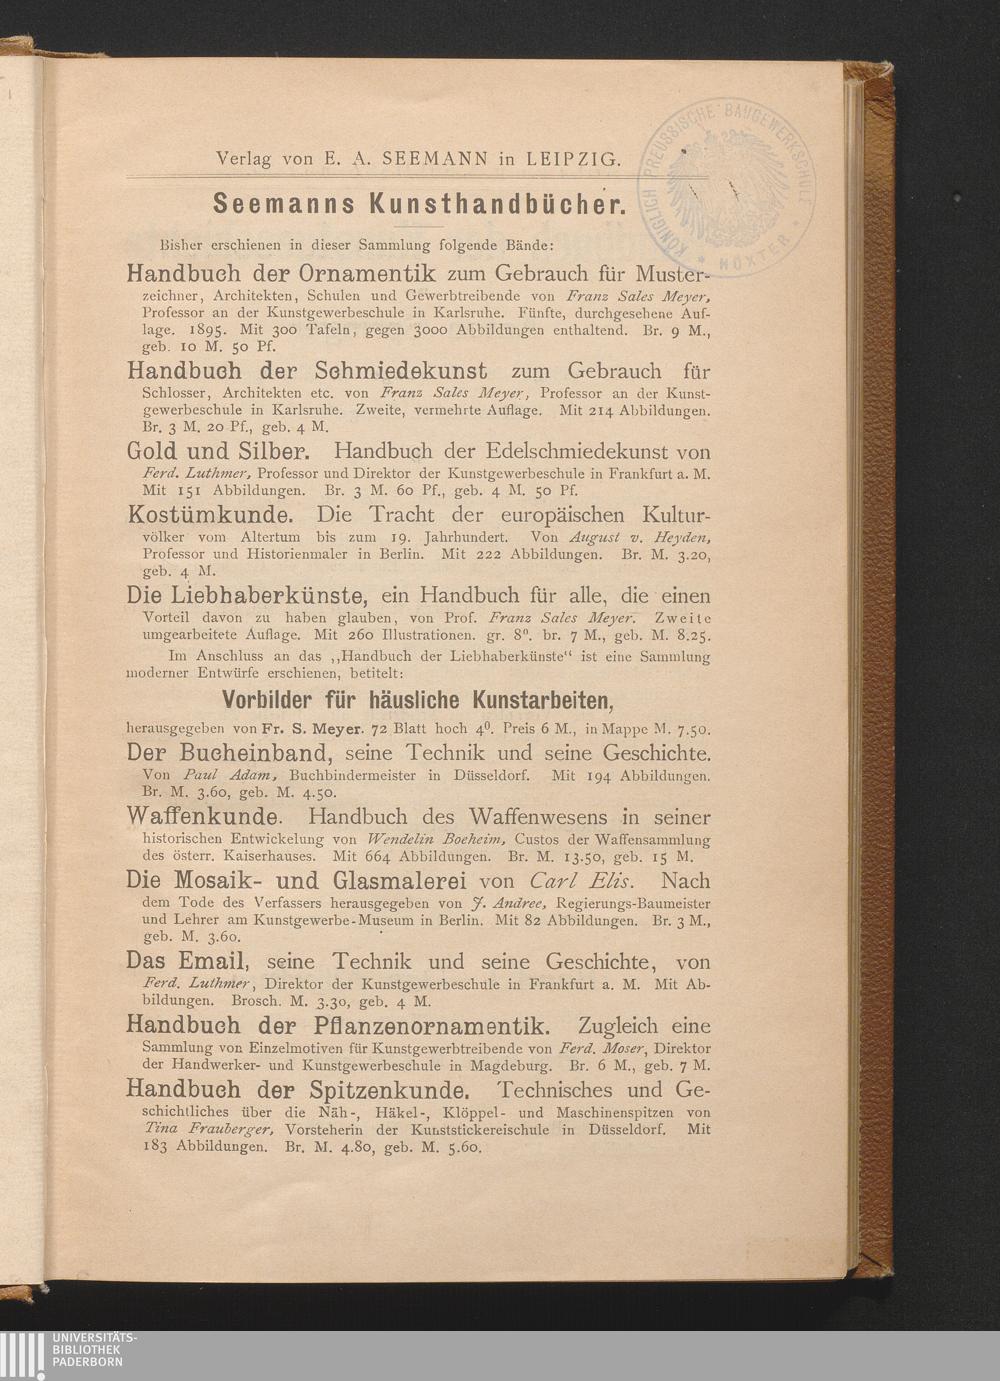 KÖNIGLICH PREUSSISCHE BAUGEWERKSCHULE * HÖXTER *
Verlag von E. A. SEEMANN in LEIPZIG.
Seemanns Kunsthandbücher.
Bisher erschienen in dieser Sammlung folgende Bände:
Handbuch der Ornamentik zum Gebrauch für Muster-
zeichner, Architekten, Schulen und Gewerbtreibende von Franz Sales Meyer,
Professor an der Kunstgewerbeschule in Karlsruhe. Fünfte, durchgesehene Auf-
lage. 1895. Mit 300 Tafeln, gegen 3000 Abbildungen enthaltend. Br. 9 M.,
geb. 10 M. 50 Pf.
Handbuch der Schmiedekunst zum Gebrauch für
Schlosser, Architekten etc. von Franz Sales Meyer, Professor an der Kunst-
gewerbeschule in Karlsruhe. Zweite, vermehrte Auflage. Mit 214 Abbildungen.
Br. 3 M. 20 Pf., geb. 4 M.
Gold und Silber. Handbuch der Edelschmiedekunst von
Ferd. Luthmer, Professor und Direktor der Kunstgewerbeschule in Frankfurt a. M.
Mit 151 Abbildungen. Br. 3 M. 60 Pf., geb. 4 M. 50 Pf.
Kostümkunde. Die Tracht der europäischen Kultur-
völker vom Altertum bis zum 19. Jahrhundert. Von August v. Heyden,
Professor und Historienmaler in Berlin. Mit 222 Abbildungen. Br. M. 3.20,
geb. 4 M.
Die Liebhaberkünste, ein Handbuch für alle, die einen
Vorteil davon zu haben glauben, von Prof. Franz Sales Meyer. Zweite
umgearbeitete Auflage. Mit 260 Illustrationen. gr. 8⁰. br. 7 M., geb. M. 8.25.
Im Anschluss an das ,,Handbuch der Liebhaberkünste" ist eine Sammlung
moderner Entwürfe erschienen, betitelt:
Vorbilder für häusliche Kunstarbeiten,
herausgegeben von Fr. S. Meyer. 72 Blatt hoch 4⁰. Preis 6 M., in Mappe M. 7.50.
Der Bucheinband, seine Technik und seine Geschichte.
Von Paul Adam, Buchbindermeister in Düsseldorf. Mit 194 Abbildungen.
Br. M. 3.60, geb. M. 4.50.
Waffenkunde. Handbuch des Waffenwesens in seiner
historischen Entwickelung von Wendelin Boeheim, Custos der Waffensammlung
des österr. Kaiserhauses. Mit 664 Abbildungen. Br. M. 13.50, geb. 15 M.
Die Mosaik- und Glasmalerei von Carl Elis. Nach
dem Tode des Verfassers herausgegeben von J. Andree, Regierungs-Baumeister
und Lehrer am Kunstgewerbe-Museum in Berlin. Mit 82 Abbildungen. Br. 3 M.,
geb. M. 3.60.
Das Email, seine Technik und seine Geschichte, von
Ferd. Luthmer, Direktor der Kunstgewerbeschule in Frankfurt a. M. Mit Ab-
bildungen. Brosch. M. 3.30, geb. 4 M.
Handbuch der Pflanzenornamentik. Zugleich eine
Sammlung von Einzelmotiven für Kunstgewerbtreibende von Ferd. Moser, Direktor
der Handwerker- und Kunstgewerbeschule in Magdeburg. Br. 6 M., geb. 7 M.
Handbuch der Spitzenkunde. Technisches und Ge-
schichtliches über die Näh-, Häkel-, Klöppel- und Maschinenspitzen von
Tina Frauberger, Vorsteherin der Kunststickereischule in Düsseldorf. Mit
183 Abbildungen. Br. M. 4.80, geb. M. 5.60.
UNIVERSITÄTS-
BIBLIOTHEK
PADERBORN